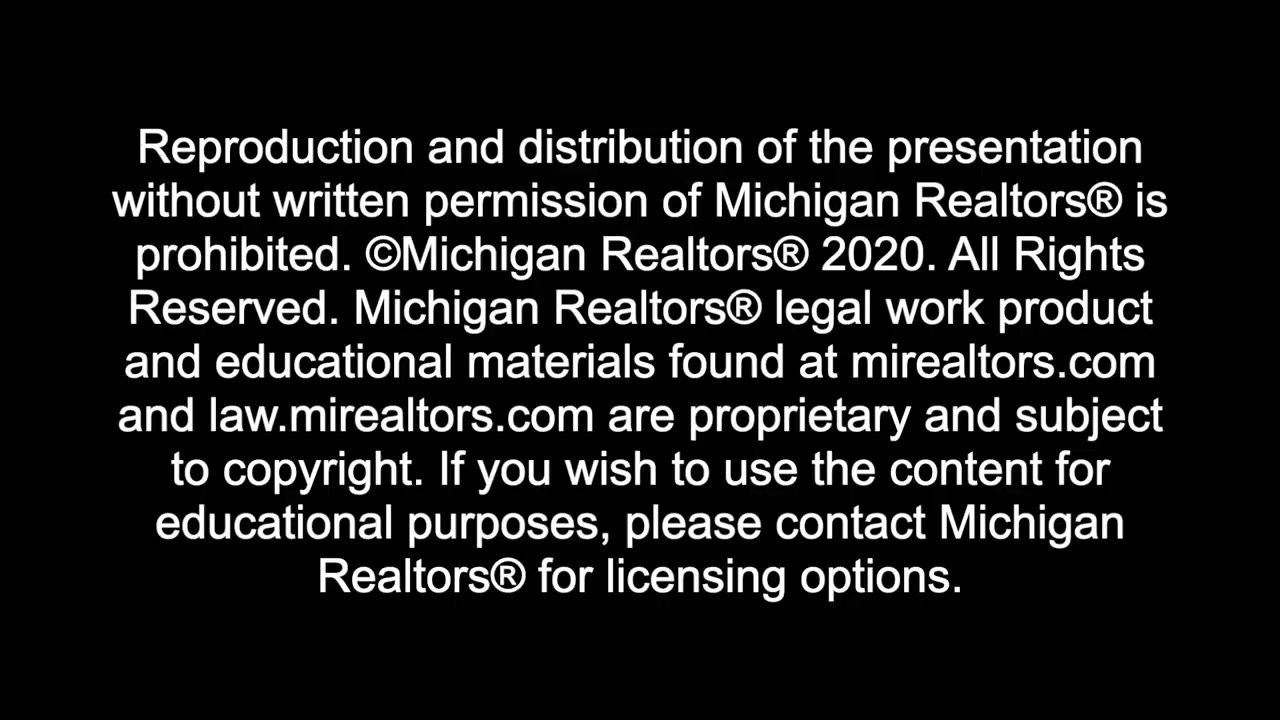 Reproduction and distribution of the presentation
without written permission of Michigan Realtors® is
prohibited. ©Michigan Realtors® 2020. All Rights
Reserved. Michigan Realtors® legal work product
and educational materials found at mirealtors.com
and law.mirealtors.com are proprietary and subject
to copyright. If you wish to use the content for
educational purposes, please contact Michigan
Realtors® for licensing options.